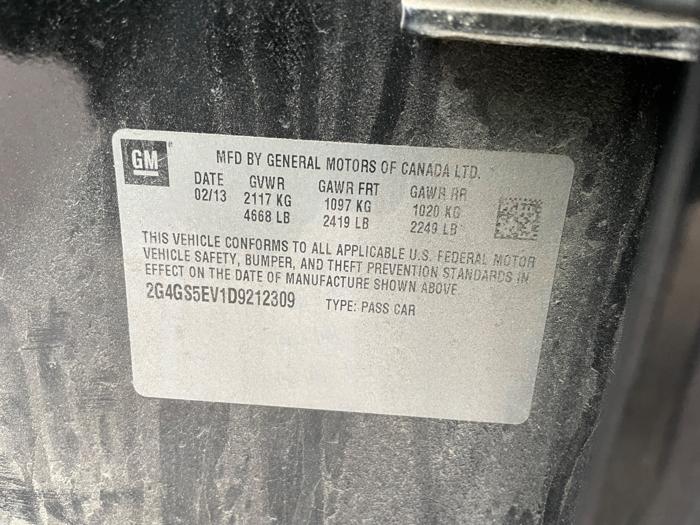 GM
MFD BY GENERAL MOTORS OF CANADA LTD.
DATE GVWR GAWR FRT GAWR RR
02/13 2117 KG 1097 KG 1020 KG
4668 LB 2419 LB 2249 LB
THIS VEHICLE CONFORMS TO ALL APPLICABLE U.S. FEDERAL MOTOR
VEHICLE SAFETY, BUMPER, AND THEFT PREVENTION STANDARDS IN
EFFECT ON THE DATE OF MANUFACTURE SHOWN ABOVE.
2G4GS5EV1D9212309 TYPE: PASS CAR